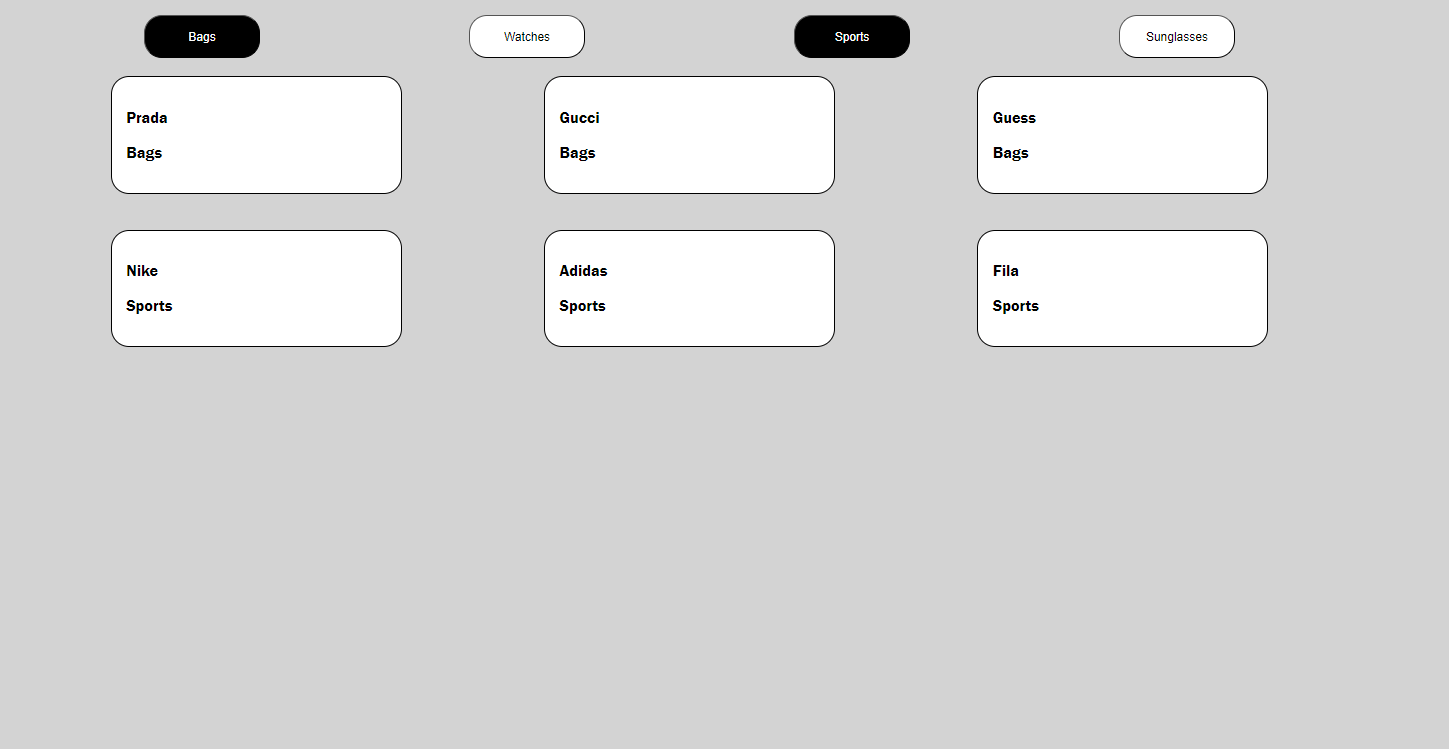 Bags
Watches
Sports
Sunglasses
Prada
Bags
Gucci
Bags
Guess
Bags
Nike
Sports
Adidas
Sports
Fila
Sports